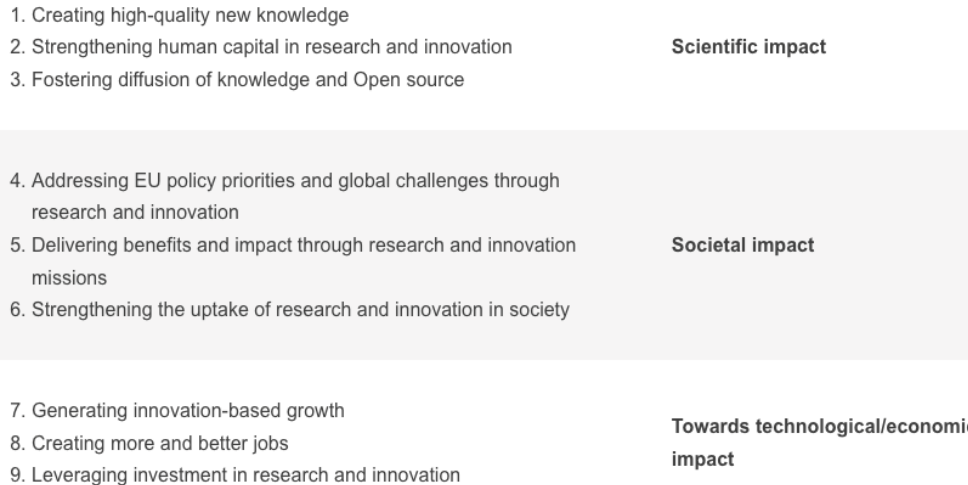 1. Creating high-quality new knowledge
2. Strengthening human capital in research and innovation
3. Fostering diffusion of knowledge and Open source
Scientific impact
4. Addressing EU policy priorities and global challenges through
research and innovation
5. Delivering benefits and impact through research and innovation
missions
6. Strengthening the uptake of research and innovation in society
Societal impact
7. Generating innovation-based growth
8. Creating more and better jobs
9. Leveraging investment in research and innovation
Towards technological/economi
impact